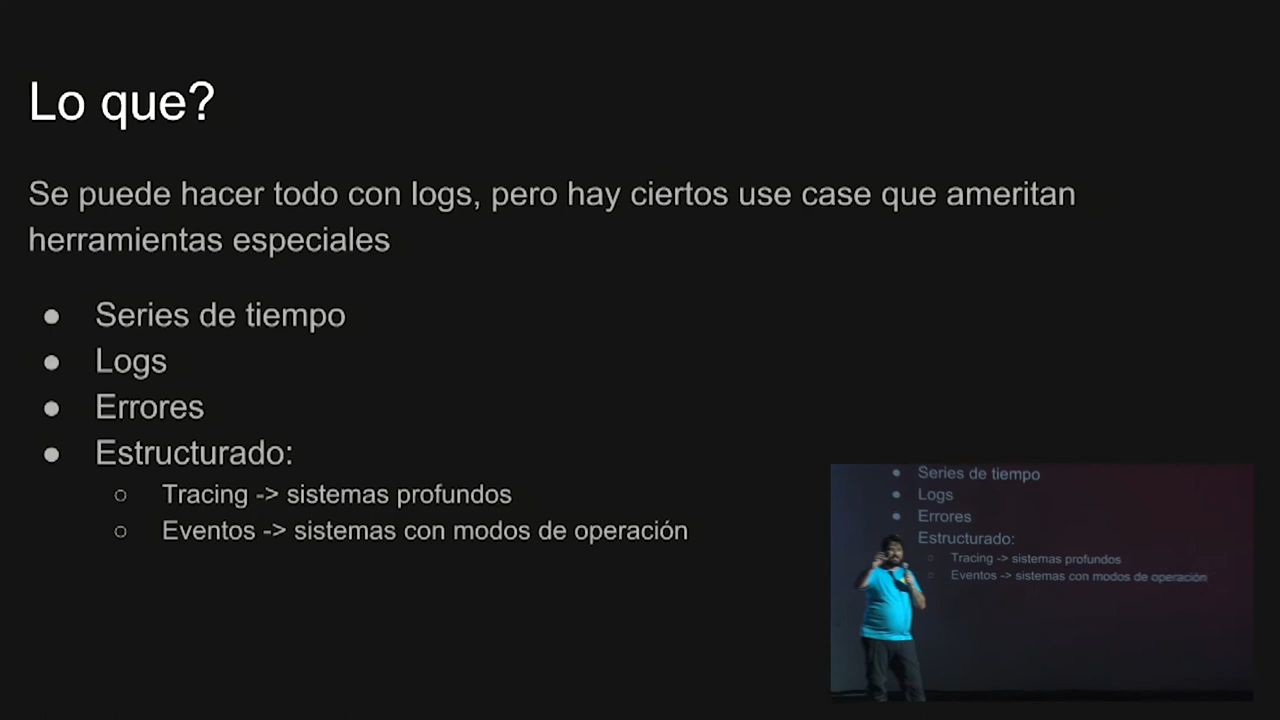 Lo que?
Se puede hacer todo con logs, pero hay ciertos use case que ameritan
herramientas especiales
● Series de tiempo
● Logs
● Errores
● Estructurado:
○ Tracing -> sistemas profundos
○ Eventos -> sistemas con modos de operación
● Series de tiempo
● Logs
● Errores
Estructurado:
○ Tracing -> sistemas profundos
○ Eventos -> sistemas con modos de operación